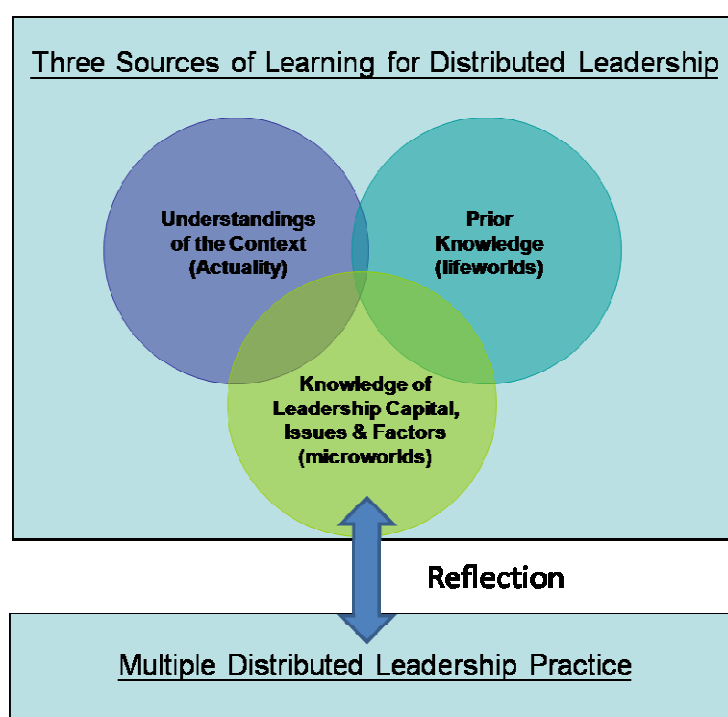 Three Sources of Learning for Distributed Leadership
Understandings
of the Context
(Actuality)
Prior
Knowledge
(lifeworlds)
Knowledge of
Leadership Capital,
Issues & Factors
(microworlds)
Reflection
Multiple Distributed Leadership Practice